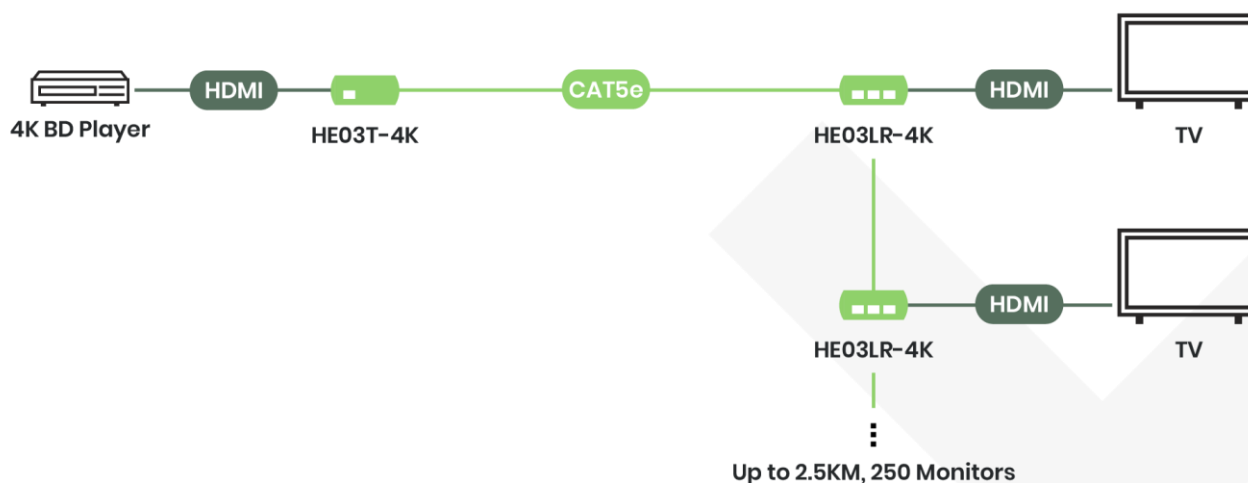 HDMI
CAT5e
HDMI
4K BD Player
HE03T-4K
HE03LR-4K
TV
HDMI
HE03LR-4K
TV
Up to 2.5KM, 250 Monitors